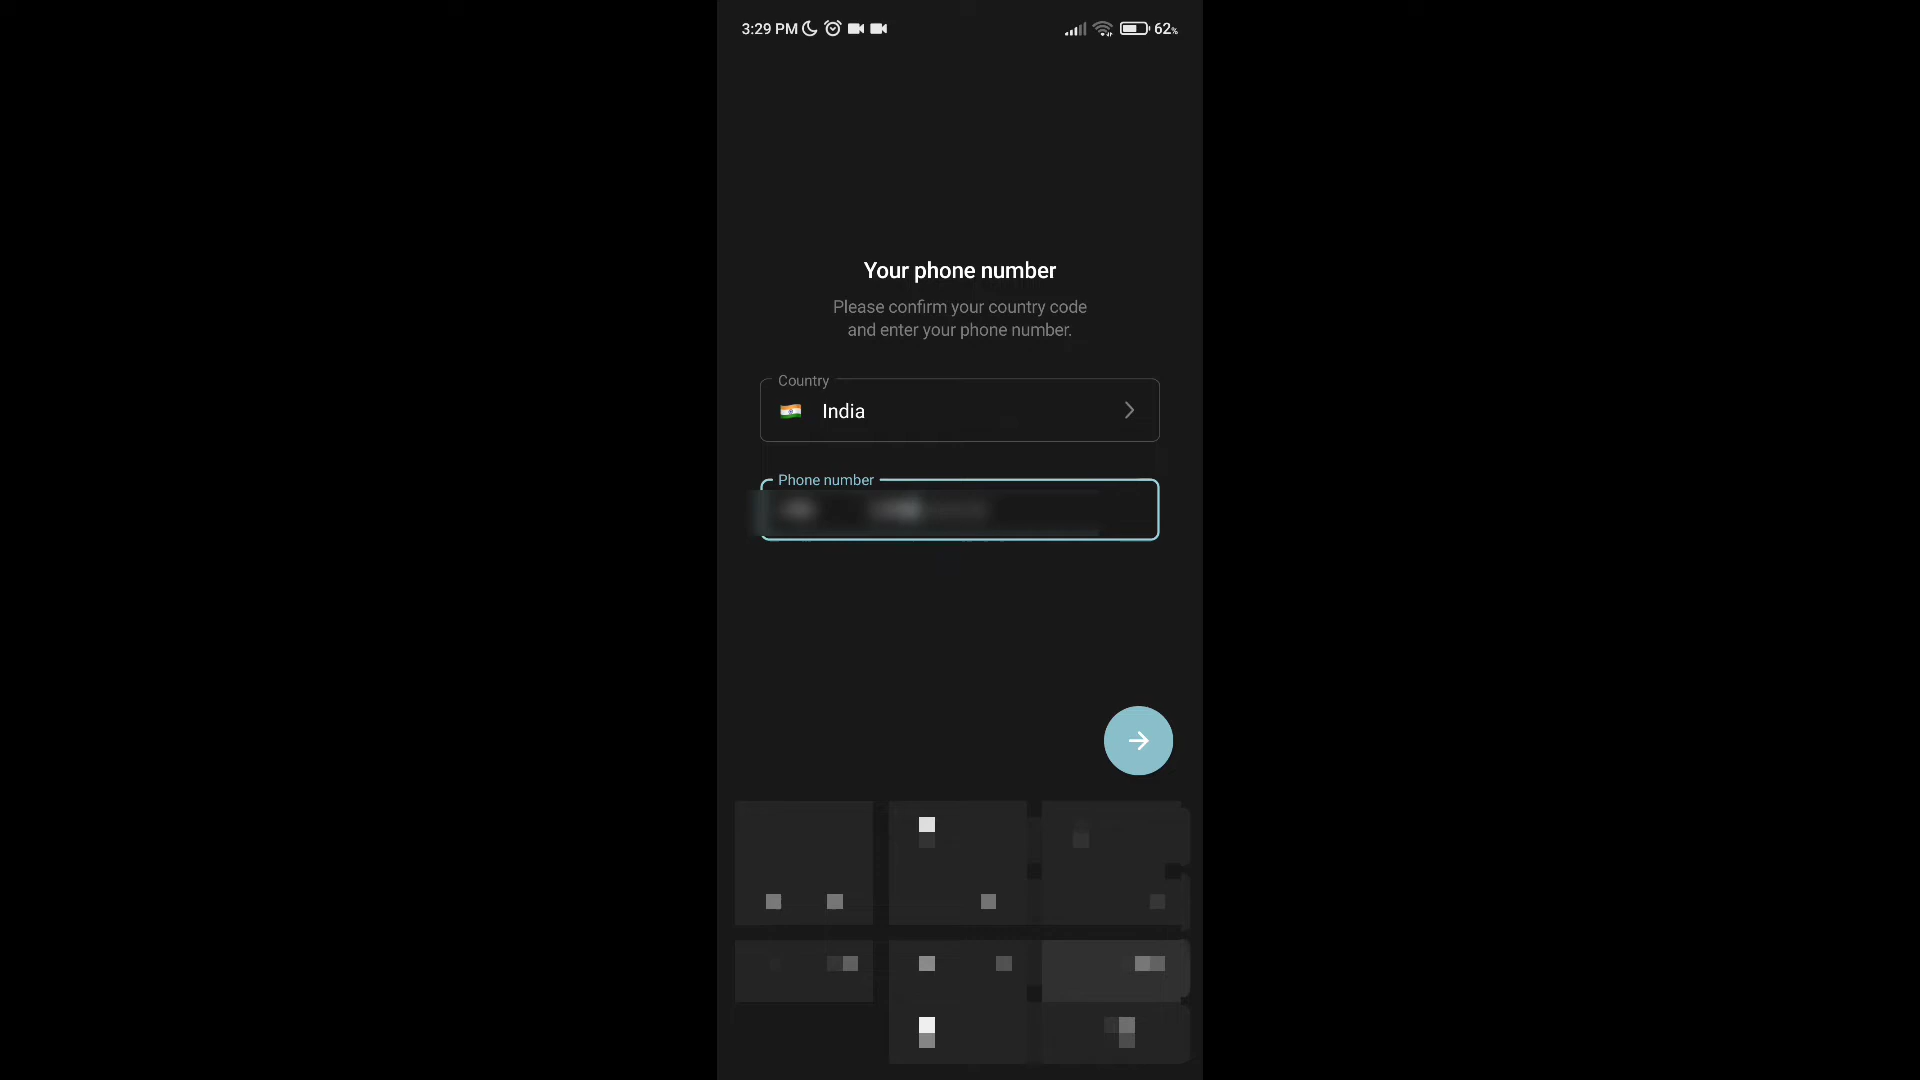 3:29 PM
62%
Your phone number
Please confirm your country code
and enter your phone number.
Country
India
Phone number